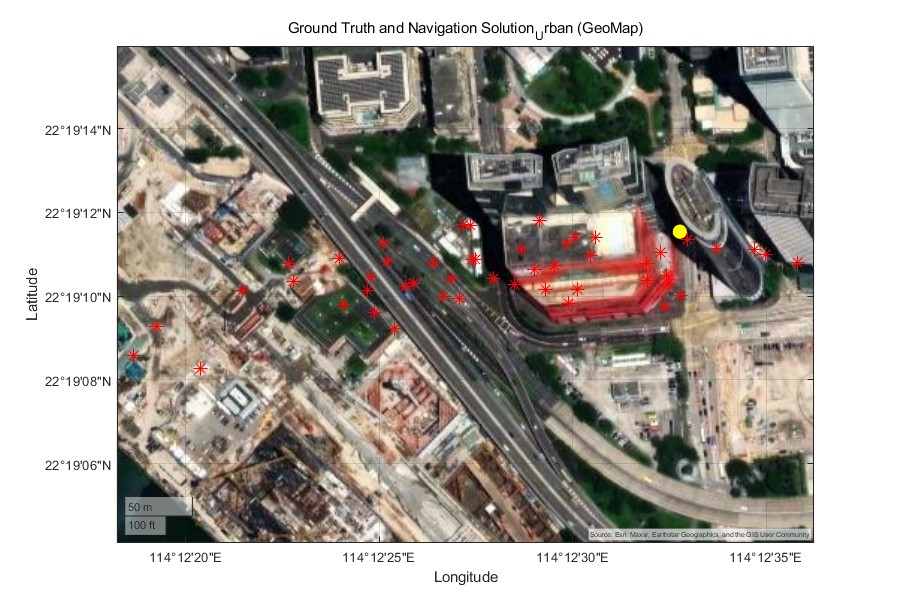 Ground Truth and Navigation Solution_Urban (GeoMap)
22°19'14"N
22°19'12"N
22°19'10"N
22°19'08"N
22°19'06"N
Latitude
50 m
100 ft
Source: Esri, Maxar, Earthstar Geographics, and the GIS User Community
114°12'20"E
114°12'25"E
114°12'30"E
114°12'35"E
Longitude